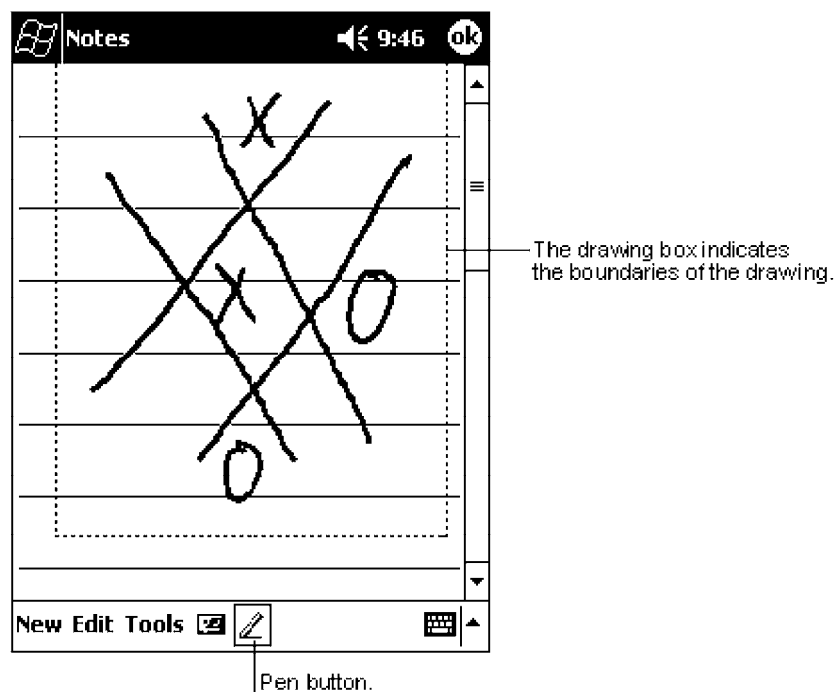 Notes 9:46 ok
X
X
O
O
The drawing box indicates
the boundaries of the drawing.
New Edit Tools
Pen button.